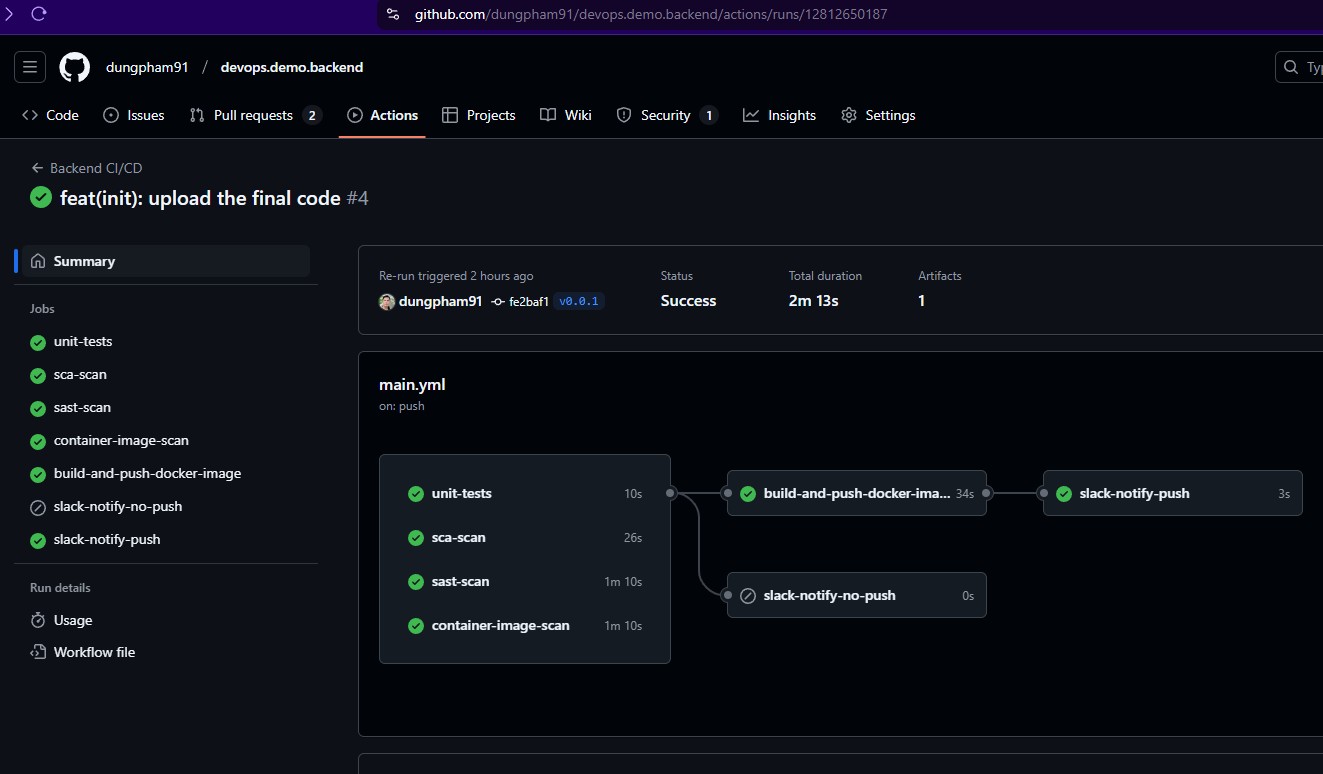 github.com/dungpham91/devops.demo.backend/actions/runs/12812650187
dungpham91 / devops.demo.backend
Code Issues Pull requests 2 Actions Projects Wiki Security 1 Insights Settings
Backend CI/CD
feat(init): upload the final code #4
Summary
Jobs
unit-tests
sca-scan
sast-scan
container-image-scan
build-and-push-docker-image
slack-notify-no-push
slack-notify-push
Run details
Usage
Workflow file
Re-run triggered 2 hours ago
dungpham91 fe2baf1 v0.0.1
Status
Success
Total duration
2m 13s
Artifacts
1
main.yml
on: push
unit-tests 10s
sca-scan 26s
sast-scan 1m 10s
container-image-scan 1m 10s
build-and-push-docker-ima... 34s
slack-notify-push 3s
slack-notify-no-push 0s